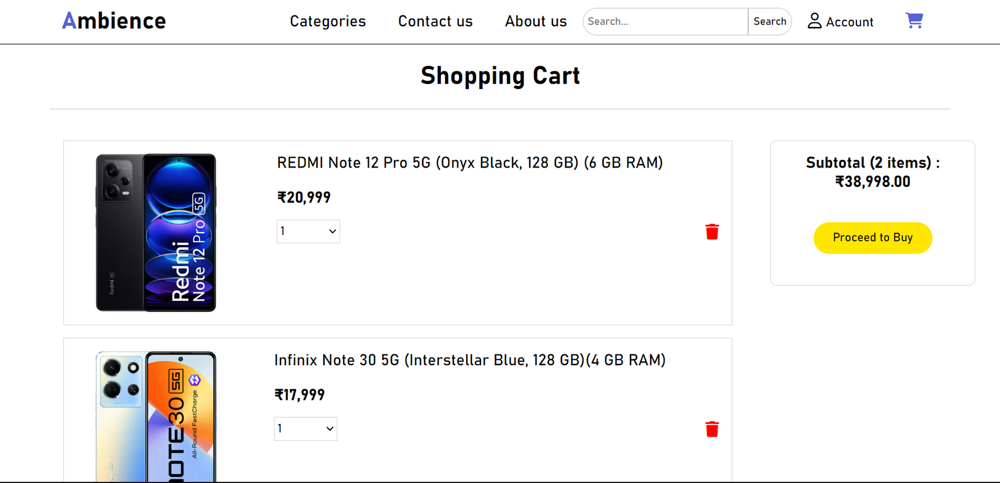 Ambience
Categories
Contact us
About us
Search...
Search
Account
Shopping Cart
REDMI Note 12 Pro 5G (Onyx Black, 128 GB) (6 GB RAM)
₹20,999
1
Redmi
Note 12 Pro 5G
Redmi
Subtotal (2 items) :
₹38,998.00
Proceed to Buy
Infinix Note 30 5G (Interstellar Blue, 128 GB)(4 GB RAM)
₹17,999
1
NOTE 30 5G
All-Round FastCharge